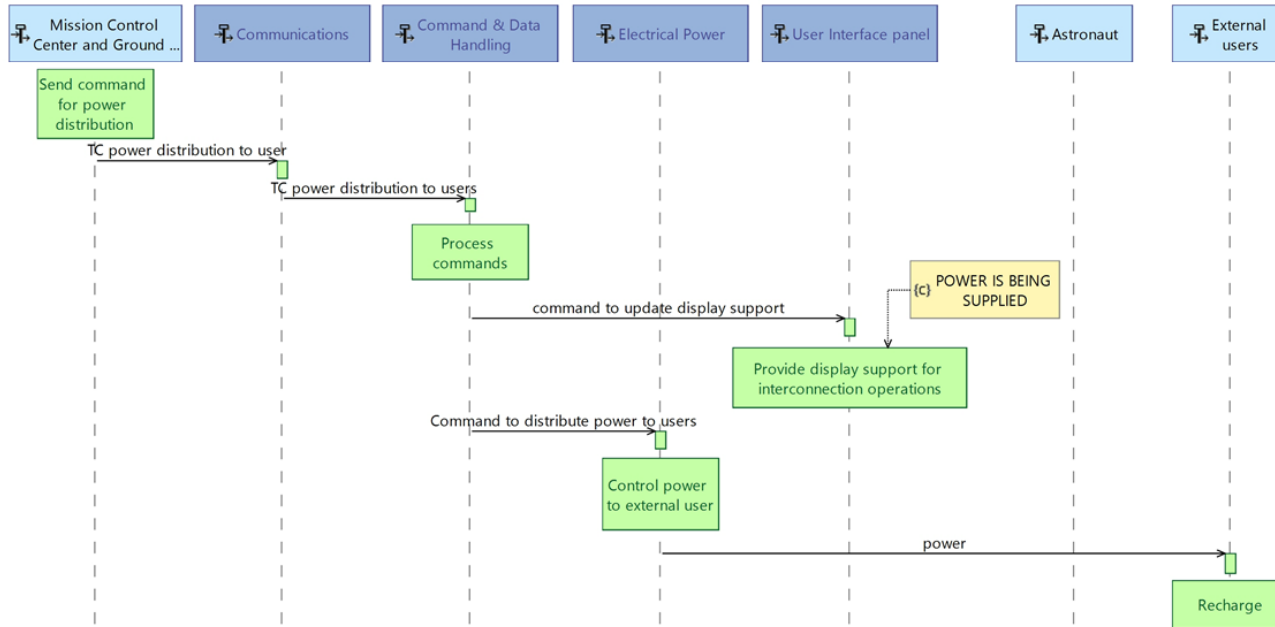 Mission Control
Center and Ground ...
Communications
Command & Data
Handling
Electrical Power
User Interface panel
Astronaut
External
users
Send command
for power
distribution
TC power distribution to user
TC power distribution to users
Process
commands
{c} POWER IS BEING
SUPPLIED
command to update display support
Provide display support for
interconnection operations
Command to distribute power to users
Control power
to external user
power
Recharge